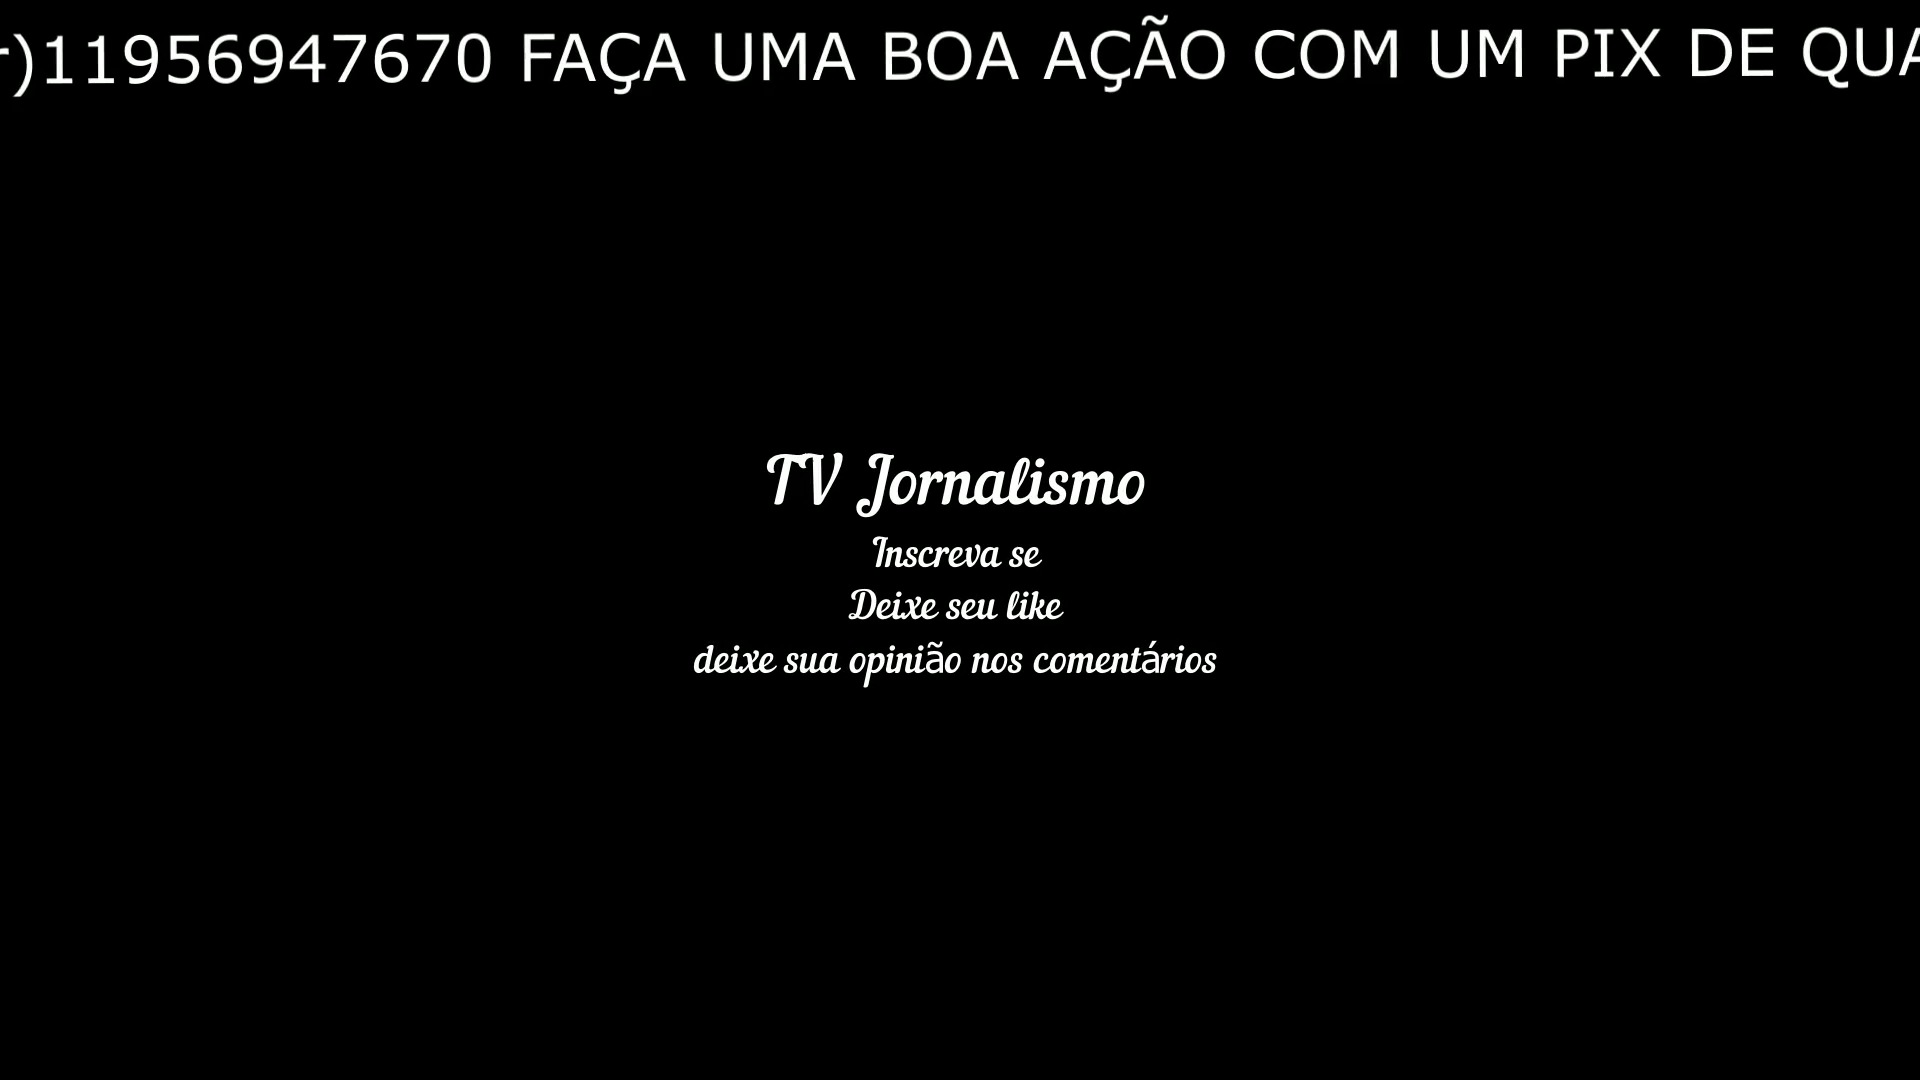 r)11956947670 FAÇA UMA BOA AÇÃO COM UM PIX DE QUA
TV Jornalismo
Inscreva se
Deixe seu like
deixe sua opinião nos comentários